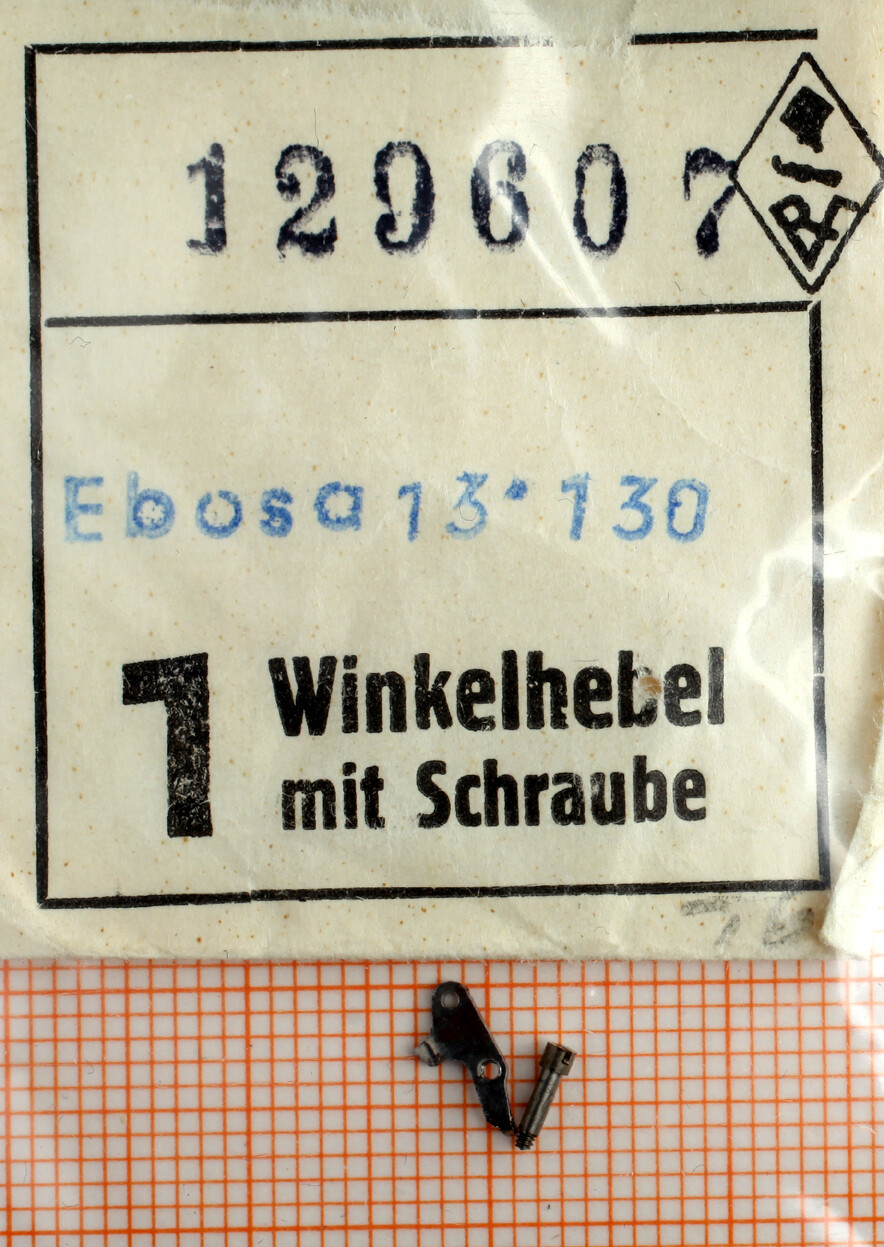 129607
Ebosa 13• 130
1 Winkelhebel
mit Schraube